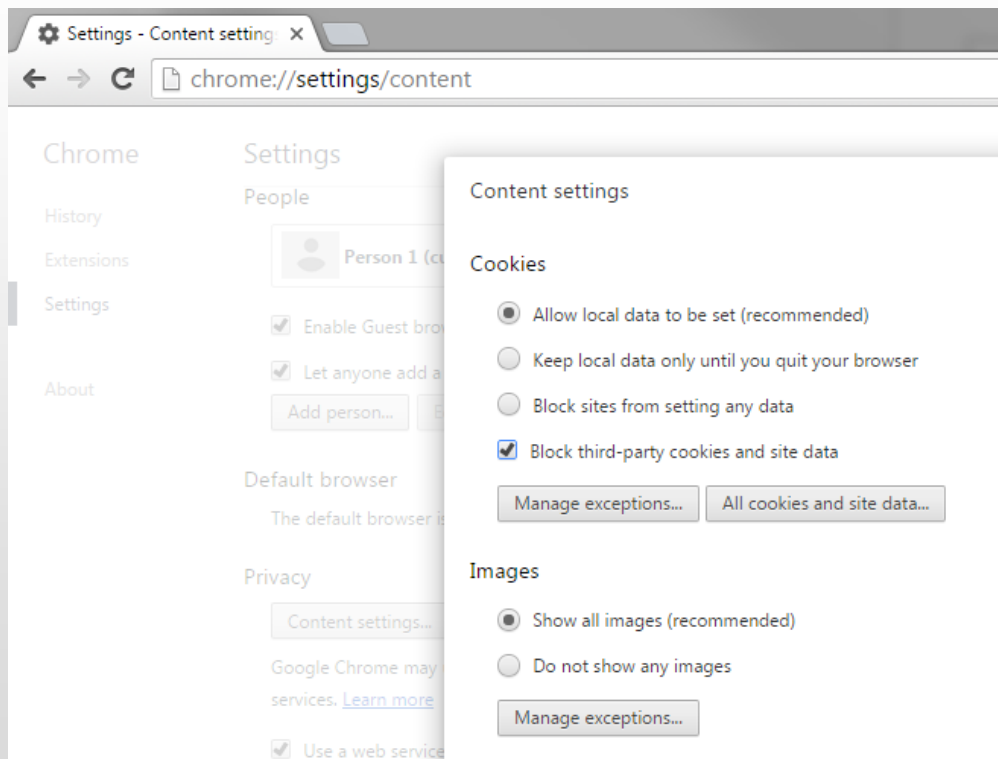 Settings - Content setting
chrome://settings/content
Chrome
History
Extensions
Settings
About
Settings
People
Person 1 (cu
Enable Guest brow
Let anyone add a
Add person...
Default browser
The default browser is
Privacy
Content settings...
Google Chrome may
services. Learn more
Use a web service
Content settings
Cookies
Allow local data to be set (recommended)
Keep local data only until you quit your browser
Block sites from setting any data
Block third-party cookies and site data
Manage exceptions... All cookies and site data...
Images
Show all images (recommended)
Do not show any images
Manage exceptions...